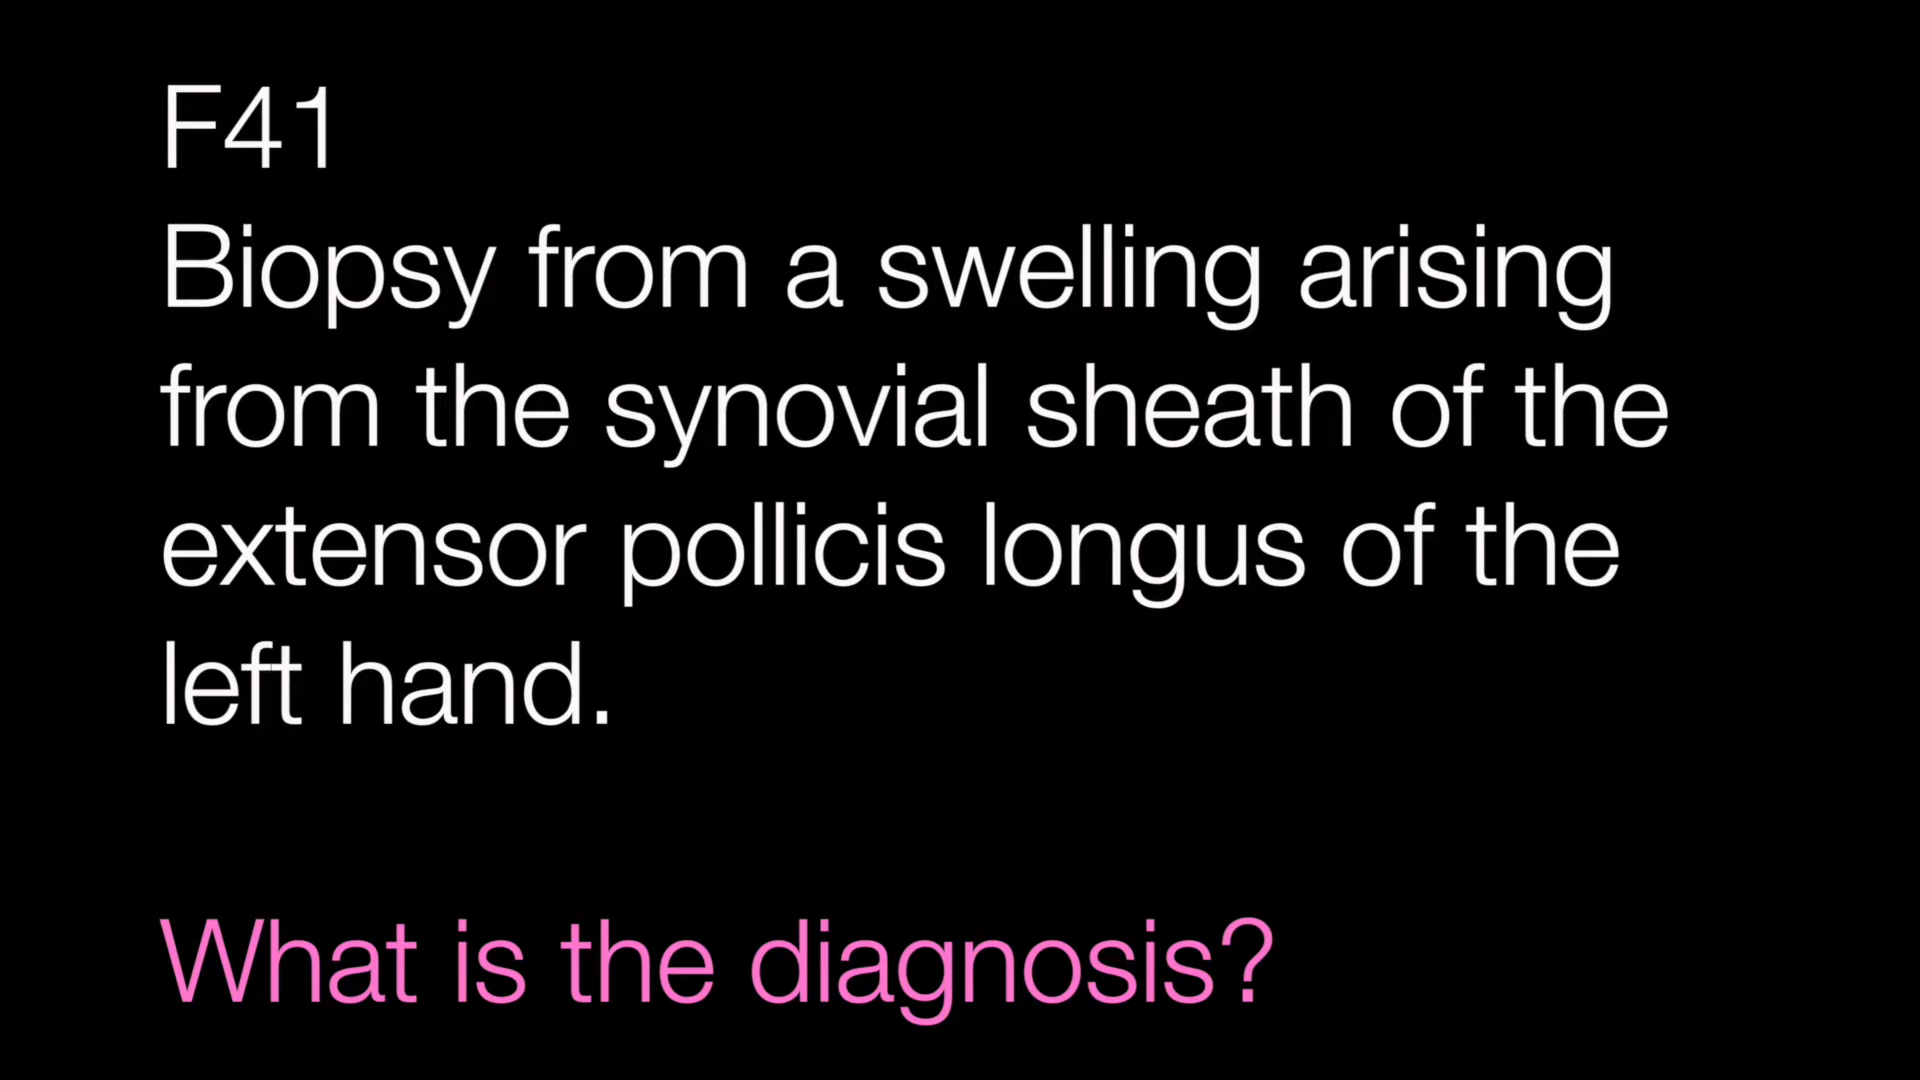 F41
Biopsy from a swelling arising
from the synovial sheath of the
extensor pollicis longus of the
left hand.
What is the diagnosis?